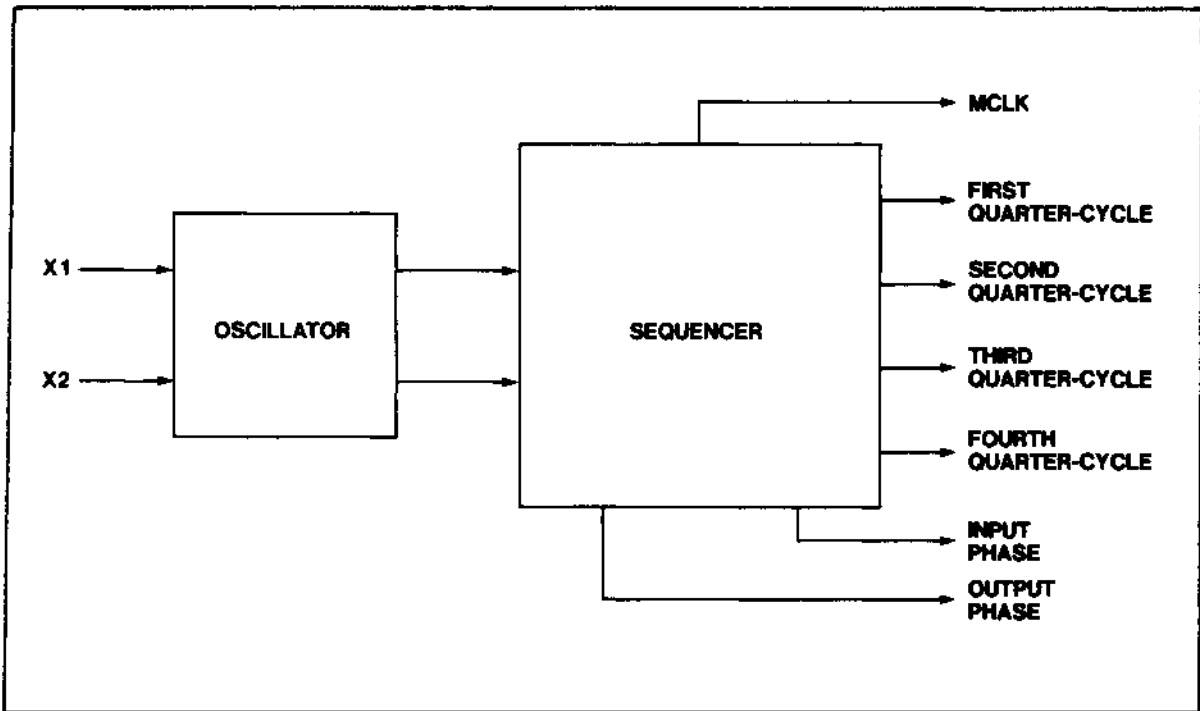 MCLK
FIRST
QUARTER-CYCLE
SECOND
QUARTER-CYCLE
X1
OSCILLATOR
SEQUENCER
X2
THIRD
QUARTER-CYCLE
FOURTH
QUARTER-CYCLE
INPUT
PHASE
OUTPUT
PHASE